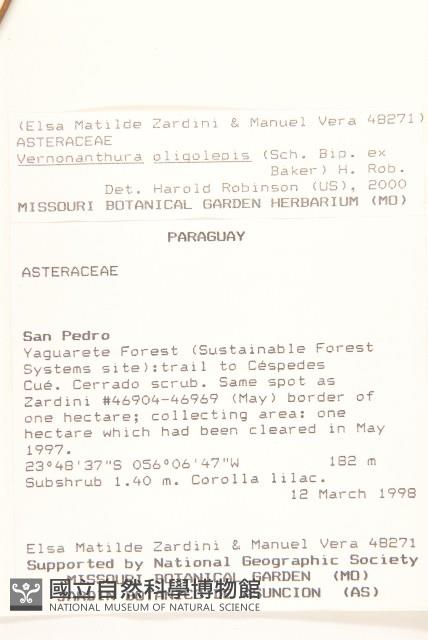 (Elsa Matilde Zardini & Manuel Vera 48271)
ASTERACEAE
Vernonanthura oligolepis (Sch. Bip. ex
Baker) H. Rob.
Det. Harold Robinson (US), 2000
MISSOURI BOTANICAL GARDEN HERBARIUM (MO)
PARAGUAY
ASTERACEAE
San Pedro
Yaguarete Forest (Sustainable Forest
Systems site):trail to Céspedes
Cué. Cerrado scrub. Same spot as
Zardini #46904-46969 (May) border of
one hectare; collecting area: one
hectare which had been cleared in May
1997.
23°48'37"S 056°06'47"W 182 m
Subshrub 1.40 m. Corolla lilac.
12 March 1998
Elsa Matilde Zardini & Manuel Vera 48271
Supported by National Geographic Society
MISSOURI BOTANICAL GARDEN (MO)
國立自然科學博物館
(AS)
NATIONAL MUSEUM OF NATURAL SCIENCE